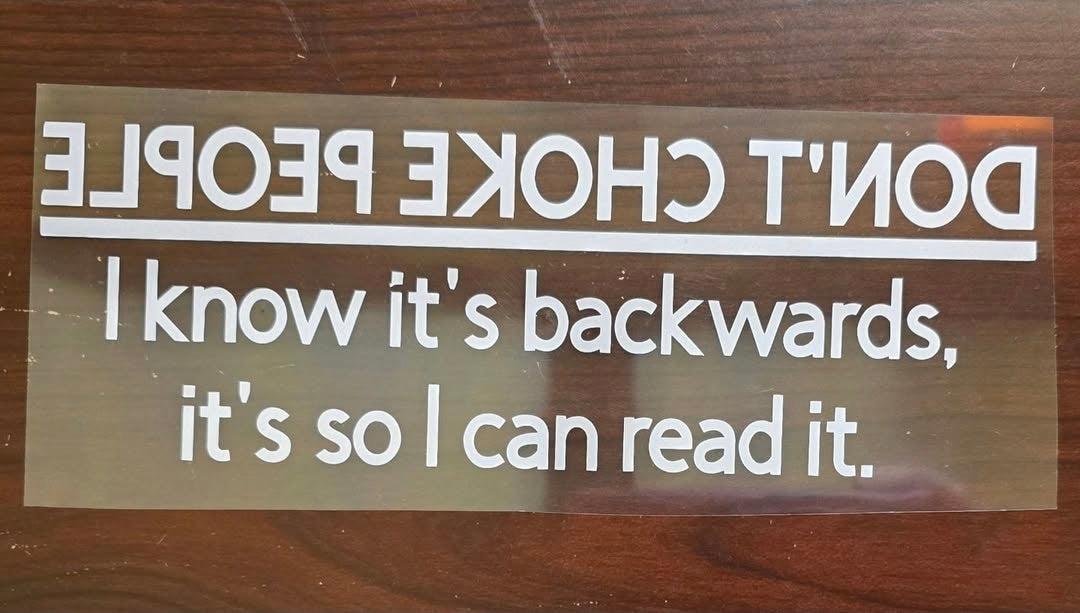 DON'T CHOKE PEOPLE
I know it's backwards,
it's so I can read it.